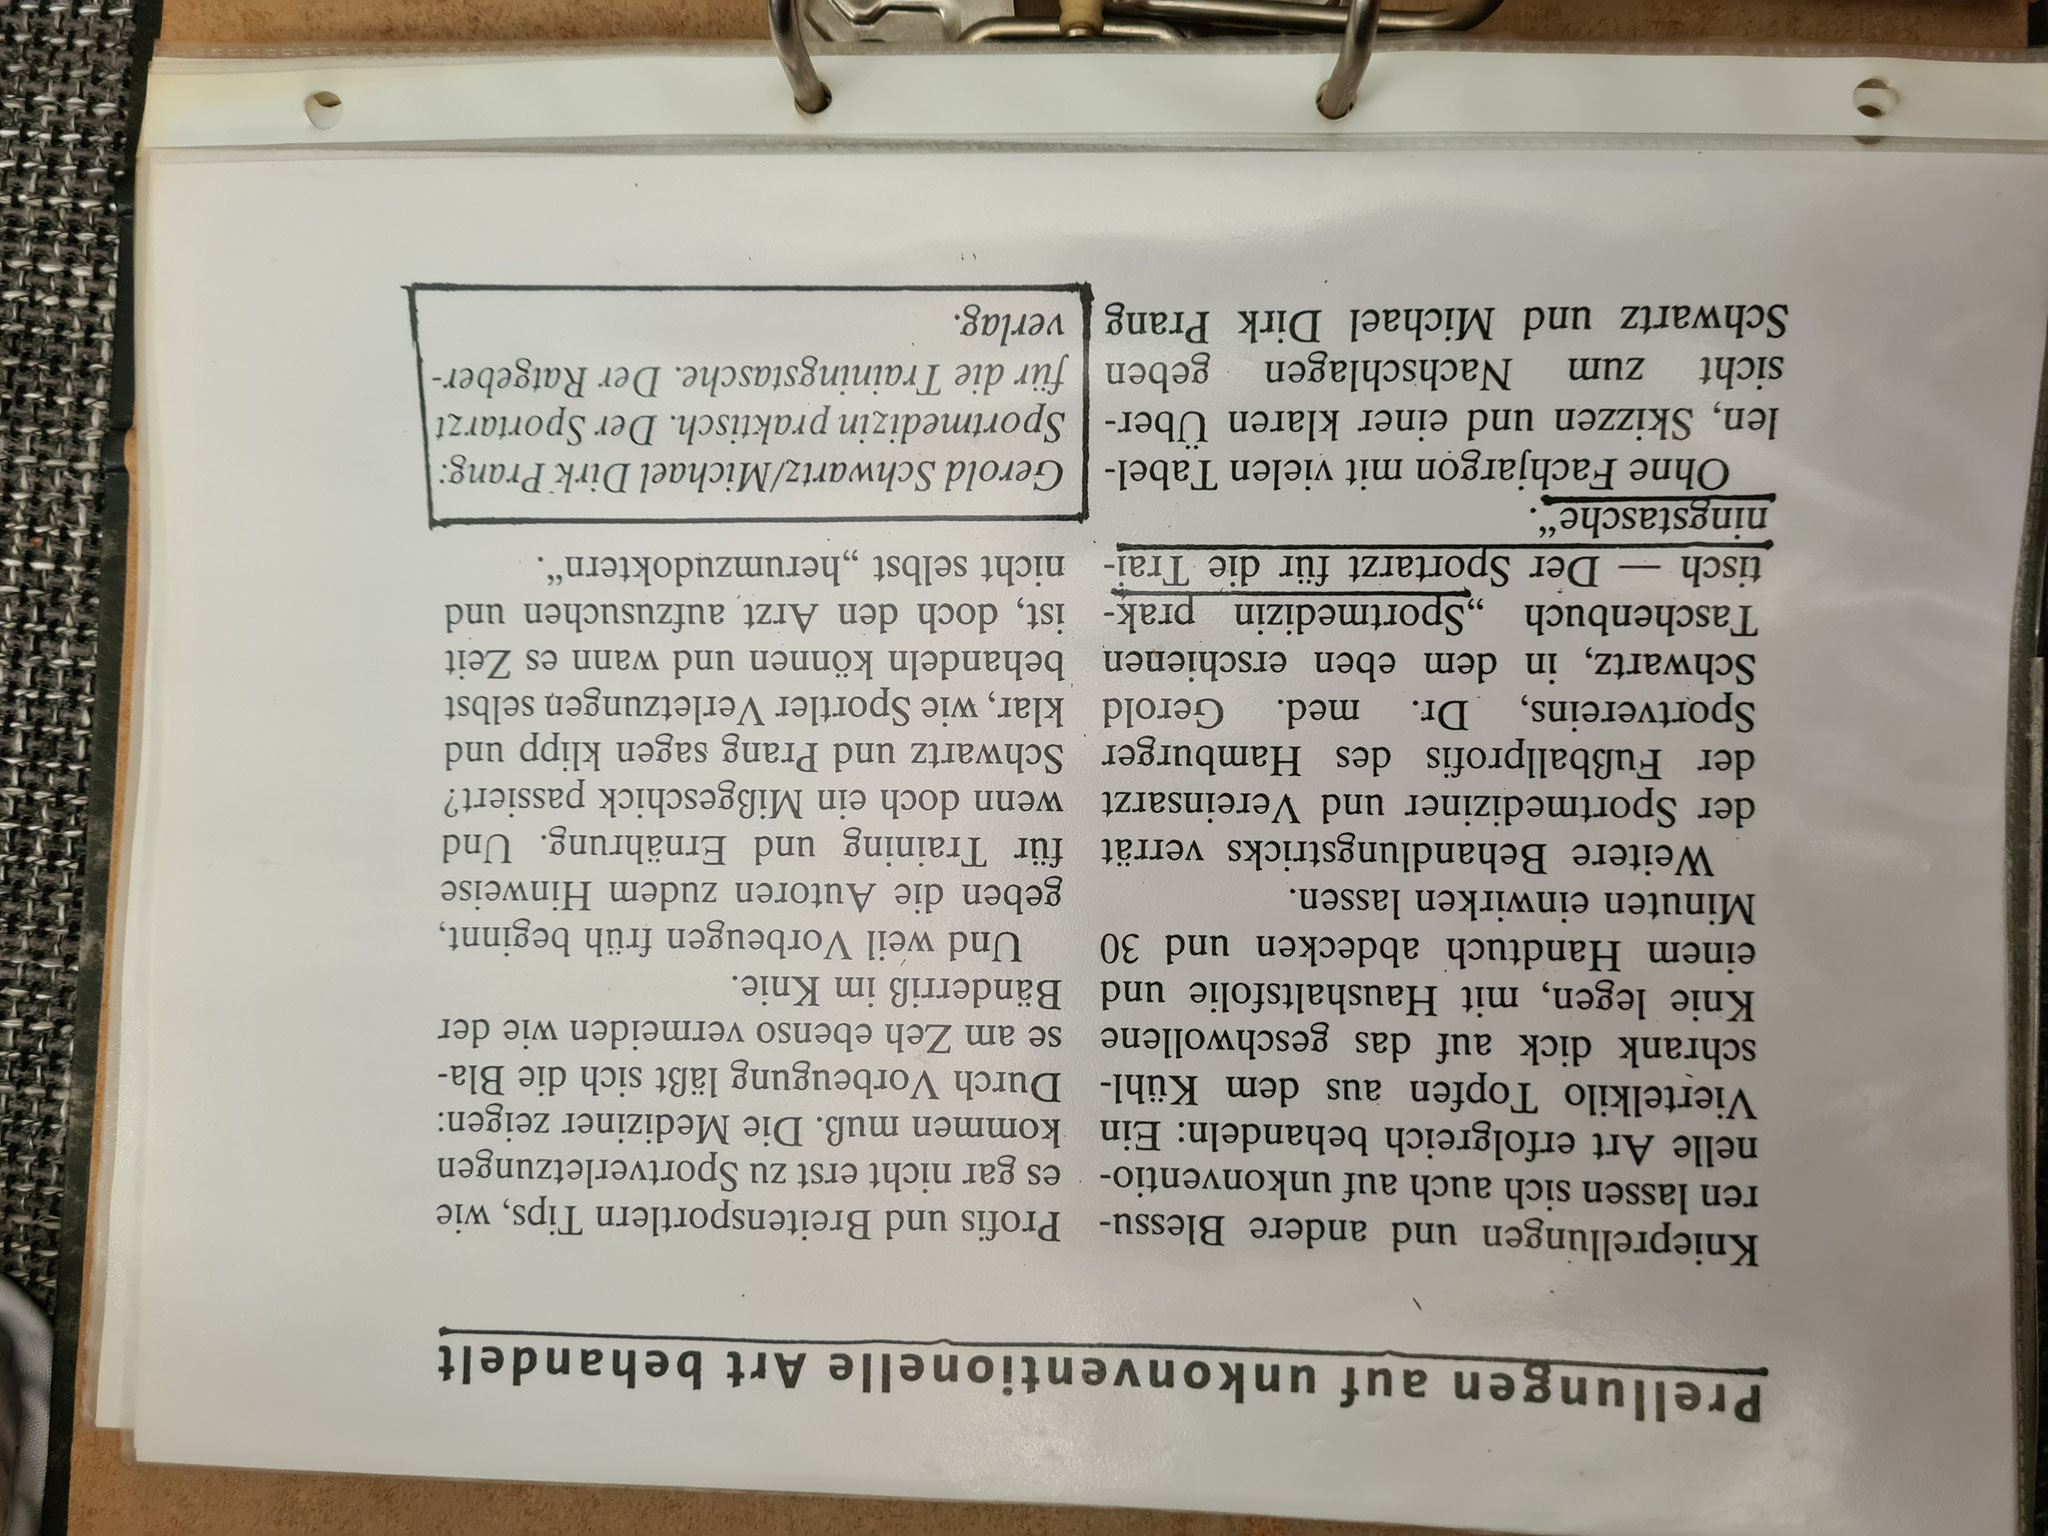 Prellungen auf unkonventionelle Art behandelt
Knieprellungen und andere Blessu-
ren lassen sich auch auf unkonventio-
nelle Art erfolgreich behandeln: Ein
Viertelkilo Topfen aus dem Kühl-
schrank dick auf das geschwollene
Knie legen, mit Haushaltsfolie und
einem Handtuch abdecken und 30
Minuten einwirken lassen.
Weitere Behandlungstricks verrät
der Sportmediziner und Vereinsarzt
der Fußballprofis des Hamburger
Sportvereins, Dr. med. Gerold
Schwartz, in dem eben erschienen
Taschenbuch „Sportmedizin prak-
tisch — Der Sportarzt für die Trai-
ningstasche“.
Ohne Fachjargon mit vielen Tabel-
len, Skizzen und einer klaren Über-
sicht zum Nachschlagen geben
Schwartz und Michael Dirk Prang
Profis und Breitensportlern Tips, wie
es gar nicht erst zu Sportverletzungen
kommen muß. Die Mediziner zeigen:
Durch Vorbeugung läßt sich die Bla-
se am Zeh ebenso vermeiden wie der
Bänderriß im Knie.
Und weil Vorbeugen früh beginnt,
geben die Autoren zudem Hinweise
für Training und Ernährung. Und
wenn doch ein Mißgeschick passiert?
Schwartz und Prang sagen klipp und
klar, wie Sportler Verletzungen selbst
behandeln können und wann es Zeit
ist, doch den Arzt aufzusuchen und
nicht selbst „herumzudoktern“.
Gerold Schwartz/Michael Dirk Prang:
Sportmedizin praktisch. Der Sportarzt
für die Trainingstasche. Der Ratgeber-
verlag.